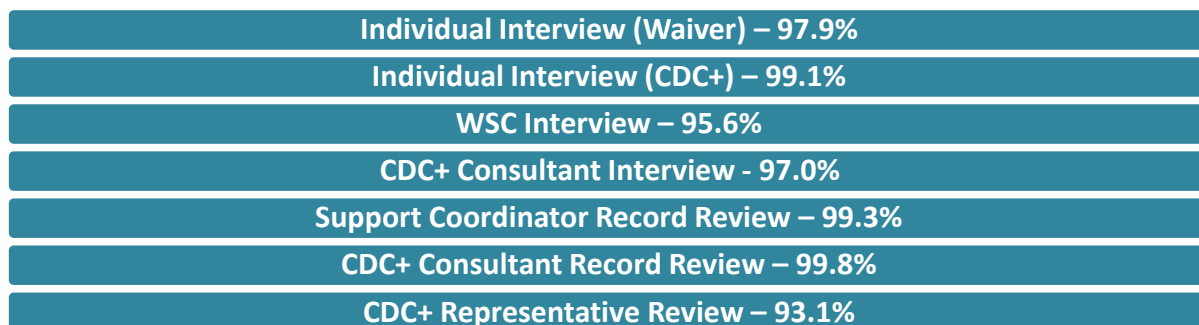 Individual Interview (Waiver) – 97.9%
Individual Interview (CDC+) – 99.1%
WSC Interview – 95.6%
CDC+ Consultant Interview - 97.0%
Support Coordinator Record Review – 99.3%
CDC+ Consultant Record Review – 99.8%
CDC+ Representative Review – 93.1%